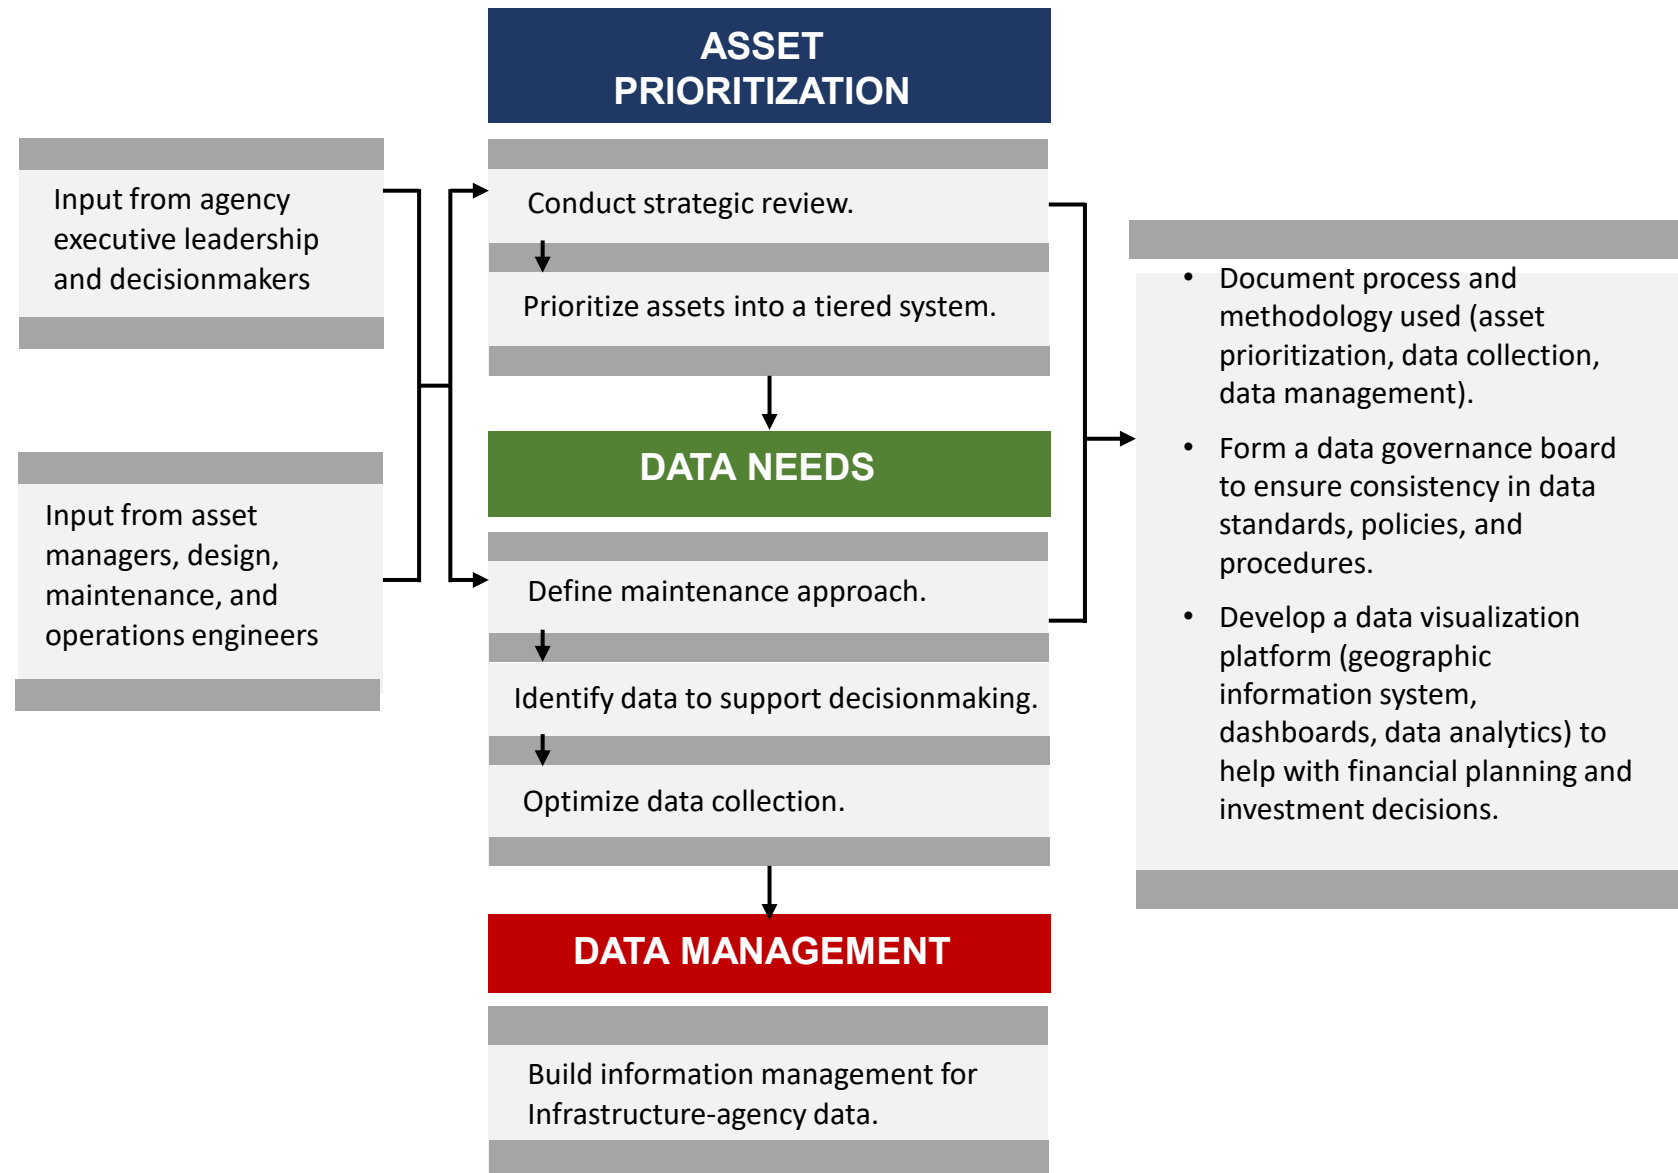 ASSET
PRIORITIZATION
Input from agency
executive leadership
and decisionmakers
Input from asset
managers, design,
maintenance, and
operations engineers
Conduct strategic review.
Prioritize assets into a tiered system.
DATA NEEDS
Define maintenance approach.
Identify data to support decisionmaking.
Optimize data collection.
DATA MANAGEMENT
Build information management for
Infrastructure-agency data.
• Document process and
methodology used (asset
prioritization, data collection,
data management).
• Form a data governance board
to ensure consistency in data
standards, policies, and
procedures.
• Develop a data visualization
platform (geographic
information system,
dashboards, data analytics) to
help with financial planning and
investment decisions.